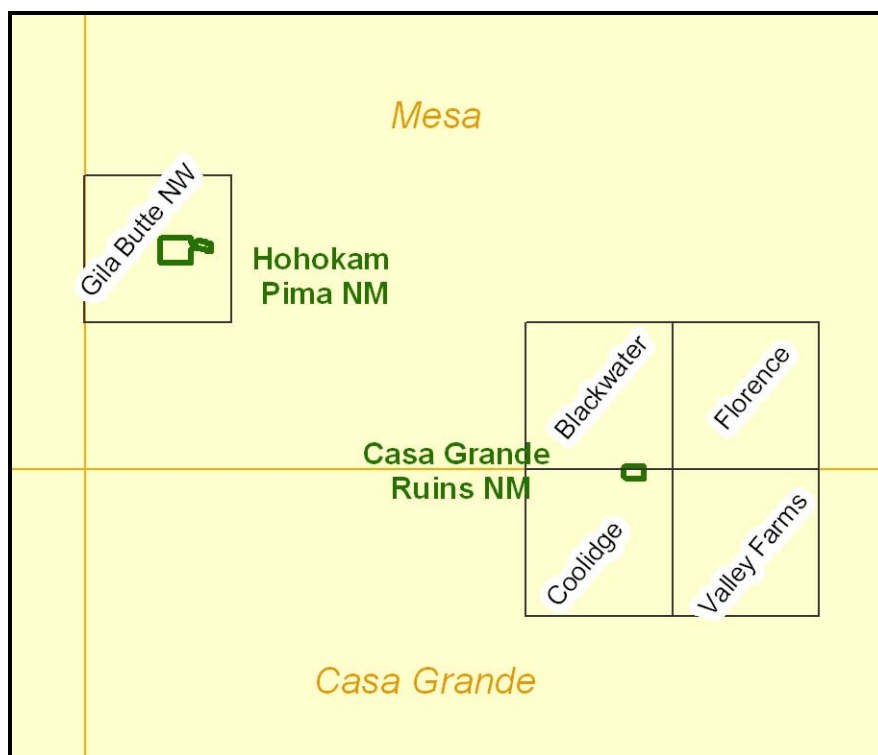 Mesa
Gila Butte NW
Hohokam
Pima NM
Blackwater
Florence
Casa Grande
Ruins NM
Coolidge
Valley Farms
Casa Grande